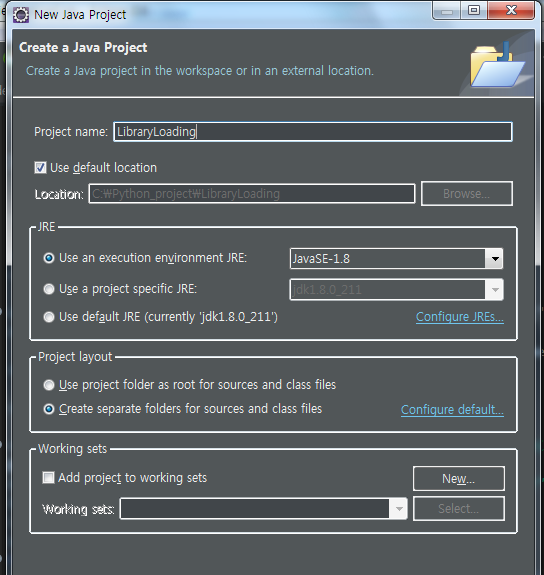 New Java Project
Create a Java Project
Create a Java project in the workspace or in an external location.
Project name: LibraryLoading
Use default location
Location: C:₩Python_project₩LibraryLoading Browse...
JRE
Use an execution environment JRE: JavaSE-1.8
Use a project specific JRE: jdk1.8.0_211
Use default JRE (currently 'jdk1.8.0_211') Configure JREs...
Project layout
Use project folder as root for sources and class files
Create separate folders for sources and class files Configure default...
Working sets
Add project to working sets New...
Working sets: Select...